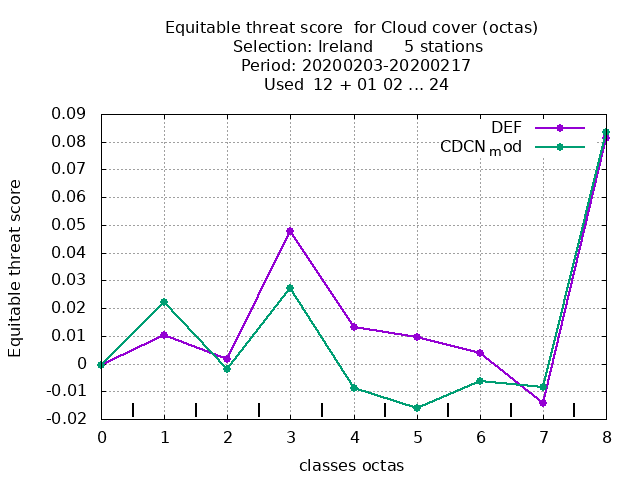 Equitable threat score  for Cloud cover (octas)
Selection: Ireland      5 stations
Period: 20200203-20200217
Used  12 + 01 02 ... 24
0.09
0.08
0.07
0.06
0.05
0.04
0.03
0.02
0.01
0
-0.01
-0.02
Equitable threat score
DEF
CDCNmod
0 1 2 3 4 5 6 7 8
classes octas